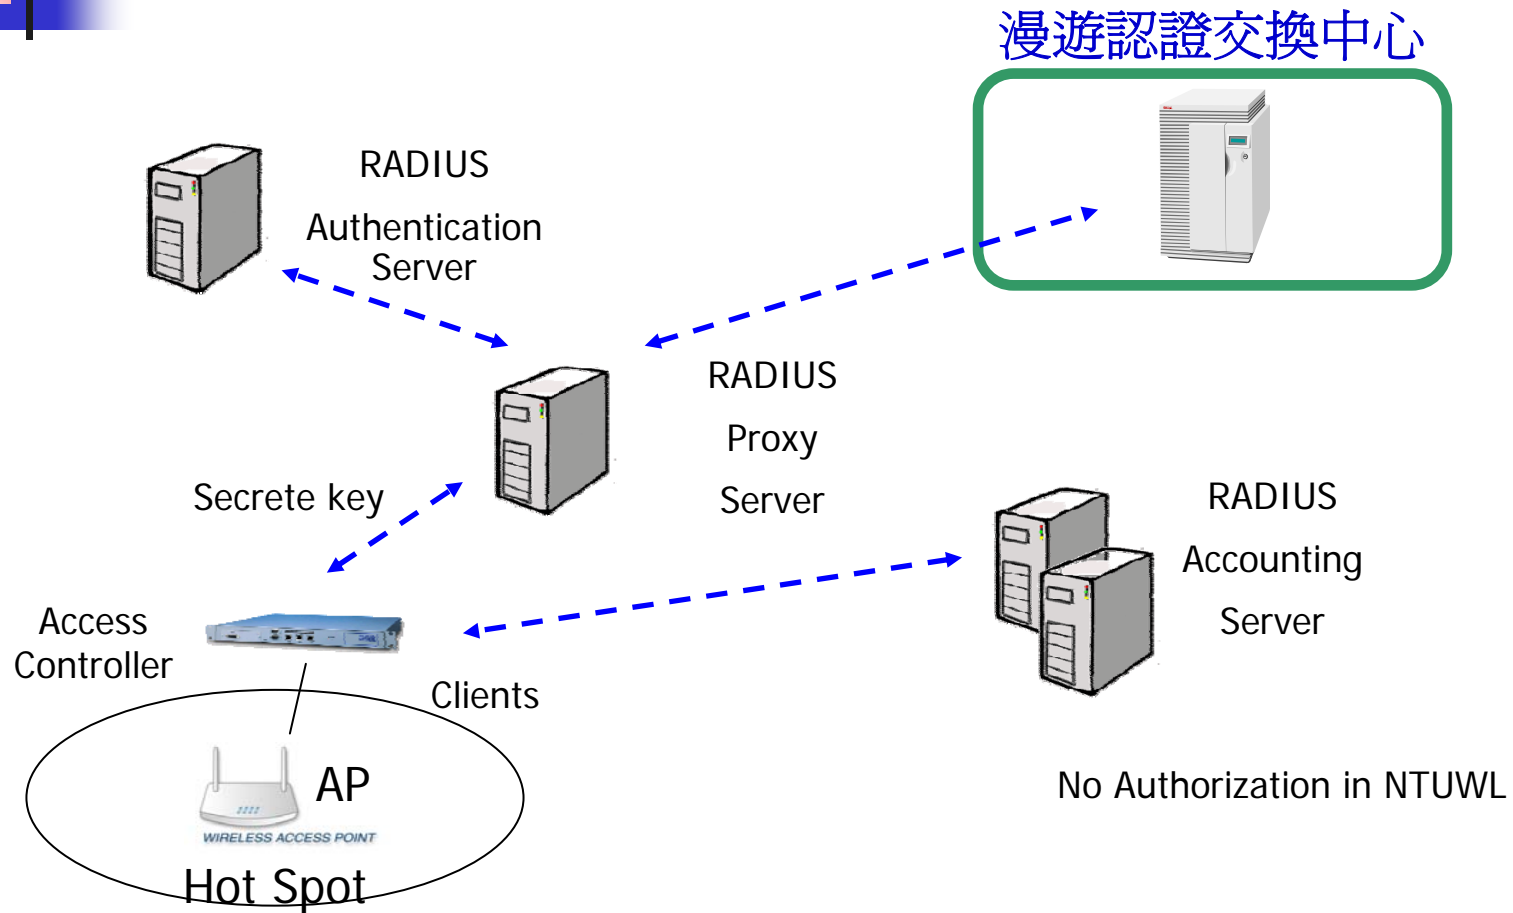 漫遊認證交換中心
RADIUS
Authentication
Server
RADIUS
Proxy
Server
Secrete key
RADIUS
Accounting
Server
Access
Controller
Clients
AP
WIRELESS ACCESS POINT
Hot Spot
No Authorization in NTUWL